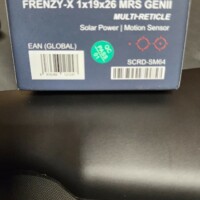 FRENZY-X 1x19x26 MRS GENII
MULTI-RETICLE
Solar Power | Motion Sensor
EAN (GLOBAL)
SCRD-SM64